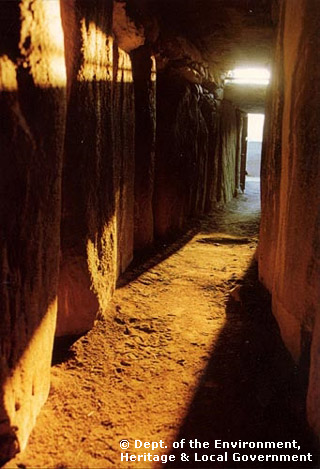 © Dept. of the Environment,
Heritage & Local Government